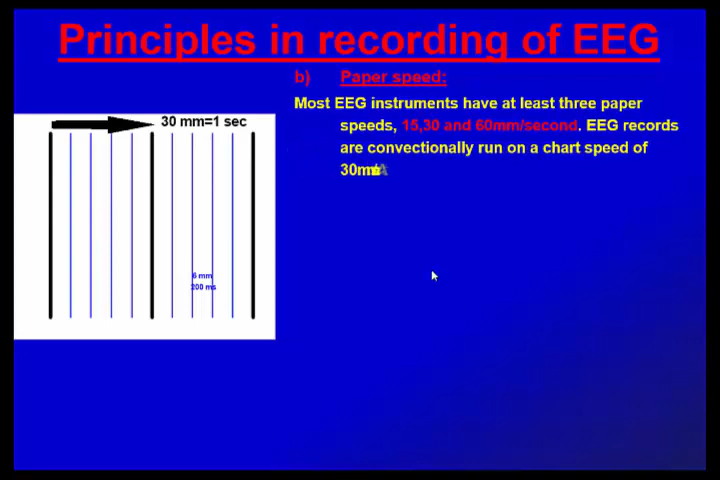 Principles in recording of EEG
b) Paper speed:
Most EEG instruments have at least three paper
speeds, 15,30 and 60mm/second. EEG records
are convectionally run on a chart speed of
30 mm=1 sec
6 mm
200 ms